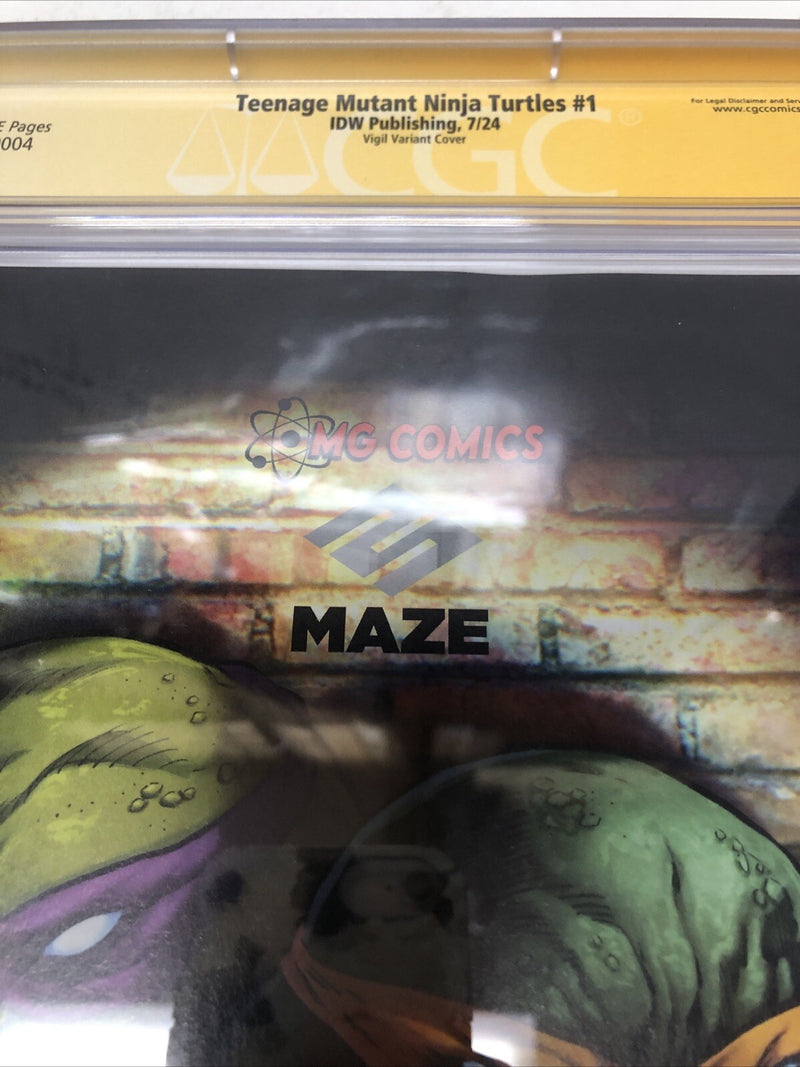 Teenage Mutant Ninja Turtles #1
IDW Publishing, 7/24
Vigil Variant Cover
E Pages
004
For Legal Disclaimer and Serv
www.cgccomics
CGC®
MG COMICS
MAZE